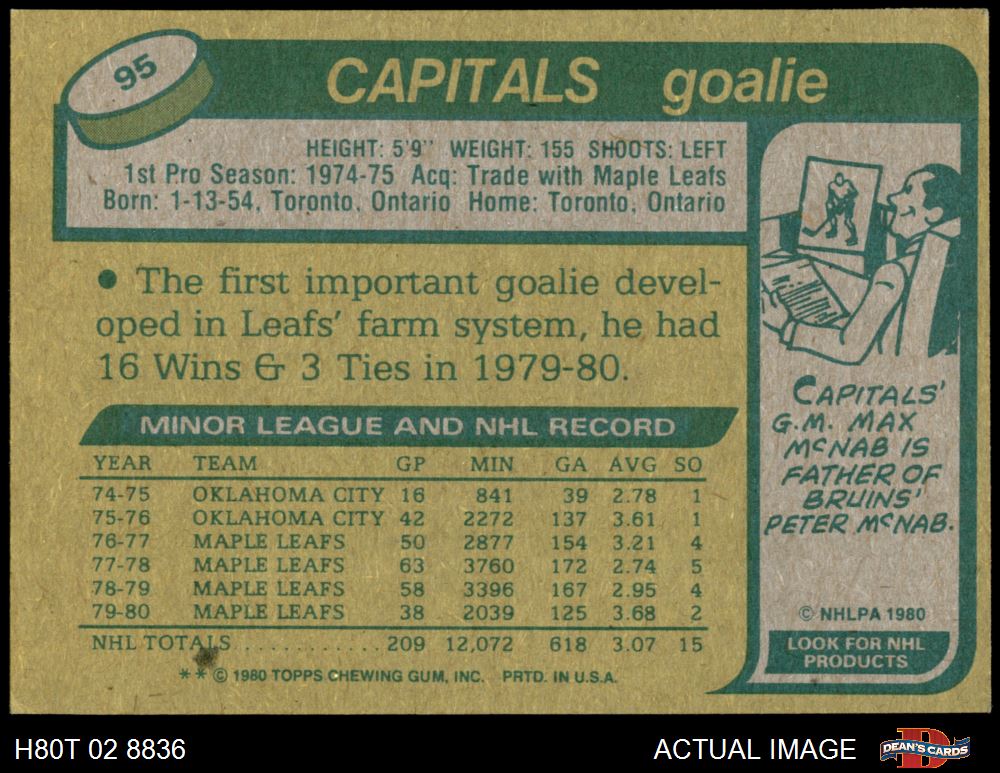 95
CAPITALS goalie
HEIGHT: 5'9" WEIGHT: 155 SHOOTS: LEFT
1st Pro Season: 1974-75 Acq: Trade with Maple Leafs
Born: 1-13-54, Toronto, Ontario Home: Toronto, Ontario
• The first important goalie devel-
oped in Leafs' farm system, he had
16 Wins & 3 Ties in 1979-80.
MINOR LEAGUE AND NHL RECORD
YEAR TEAM GP MIN GA AVG SO
74-75 OKLAHOMA CITY 16 841 39 2.78 1
75-76 OKLAHOMA CITY 42 2272 137 3.61 1
76-77 MAPLE LEAFS 50 2877 154 3.21 4
77-78 MAPLE LEAFS 63 3760 172 2.74 5
78-79 MAPLE LEAFS 58 3396 167 2.95 4
79-80 MAPLE LEAFS 38 2039 125 3.68 2
NHL TOTALS ............ 209 12,072 618 3.07 15
** © 1980 TOPPS CHEWING GUM, INC. PRTD. IN U.S.A.
CAPITALS'
G.M. MAX
McNAB IS
FATHER OF
BRUINS'
PETER McNAB.
© NHLPA 1980
LOOK FOR NHL
PRODUCTS
H80T 02 8836
ACTUAL IMAGE
D
DEAN'S CARDS